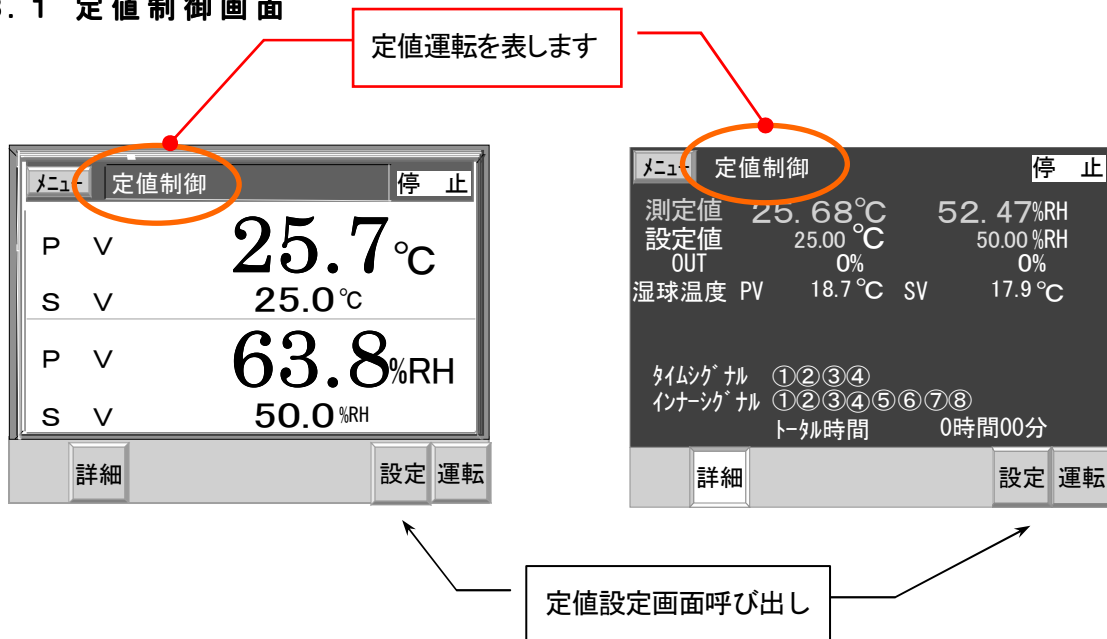 .1 定値制御画面
定値運転を表します
メニュー 定値制御 停 止
P V 25.7℃
S V 25.0℃
P V 63.8%RH
S V 50.0%RH
詳細 設定 運転
メニュー 定値制御 停 止
測定値 25.68℃ 52.47%RH
設定値 25.00℃ 50.00%RH
OUT 0% 0%
湿球温度 PV 18.7℃ SV 17.9℃
タイムシグナル ①②③④
インナーシグナル ①②③④⑤⑥⑦⑧
トータル時間 0時間00分
詳細 設定 運転
定値設定画面呼び出し